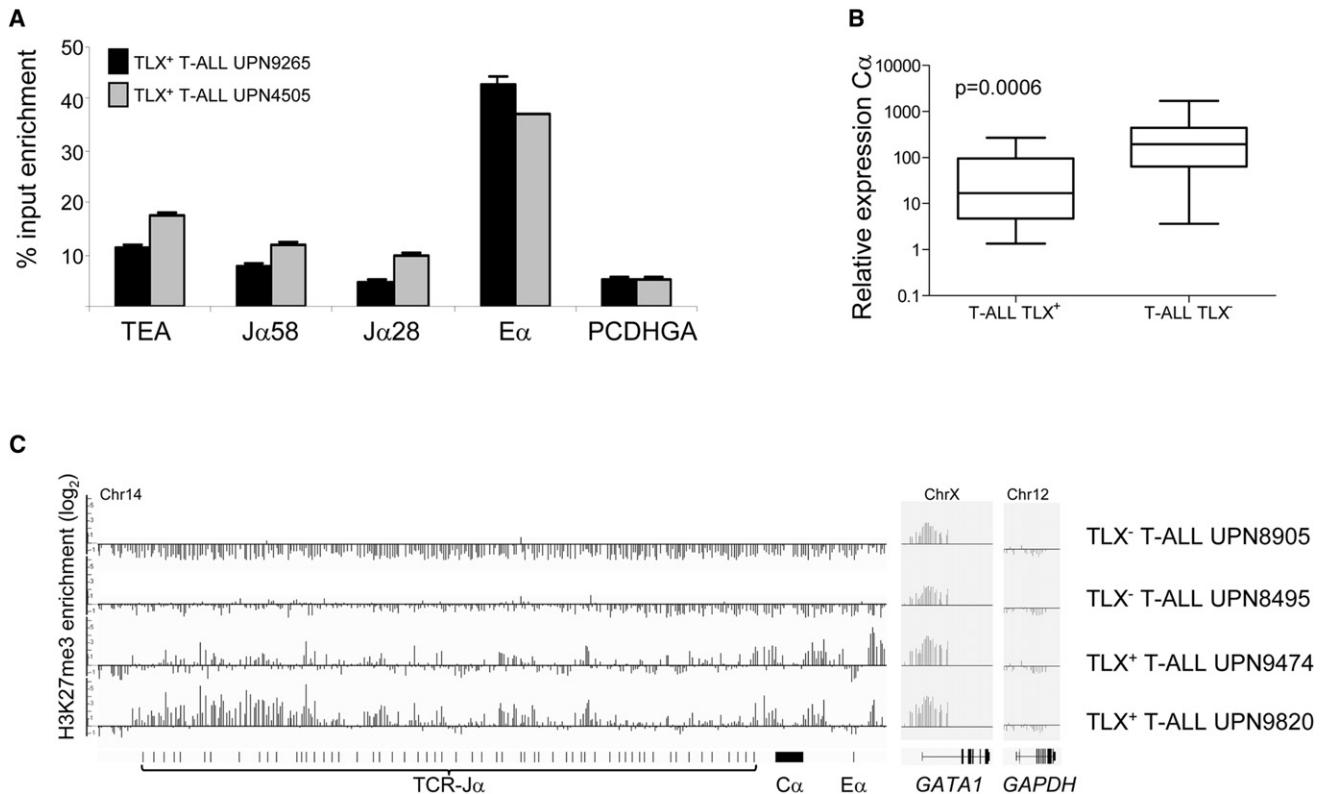 A
% input enrichment
50
40
30
20
10
TLX⁺ T-ALL UPN9265
TLX⁺ T-ALL UPN4505
TEA Jα58 Jα28 Eα PCDHGA
B
Relative expression Cα
10000
1000
100
10
1
0.1
p=0.0006
T-ALL TLX⁺ T-ALL TLX⁻
C
H3K27me3 enrichment (log₂)
Chr14 ChrX Chr12
TLX⁻ T-ALL UPN8905
TLX⁻ T-ALL UPN8495
TLX⁺ T-ALL UPN9474
TLX⁺ T-ALL UPN9820
TCR-Jα Cα Eα GATA1 GAPDH